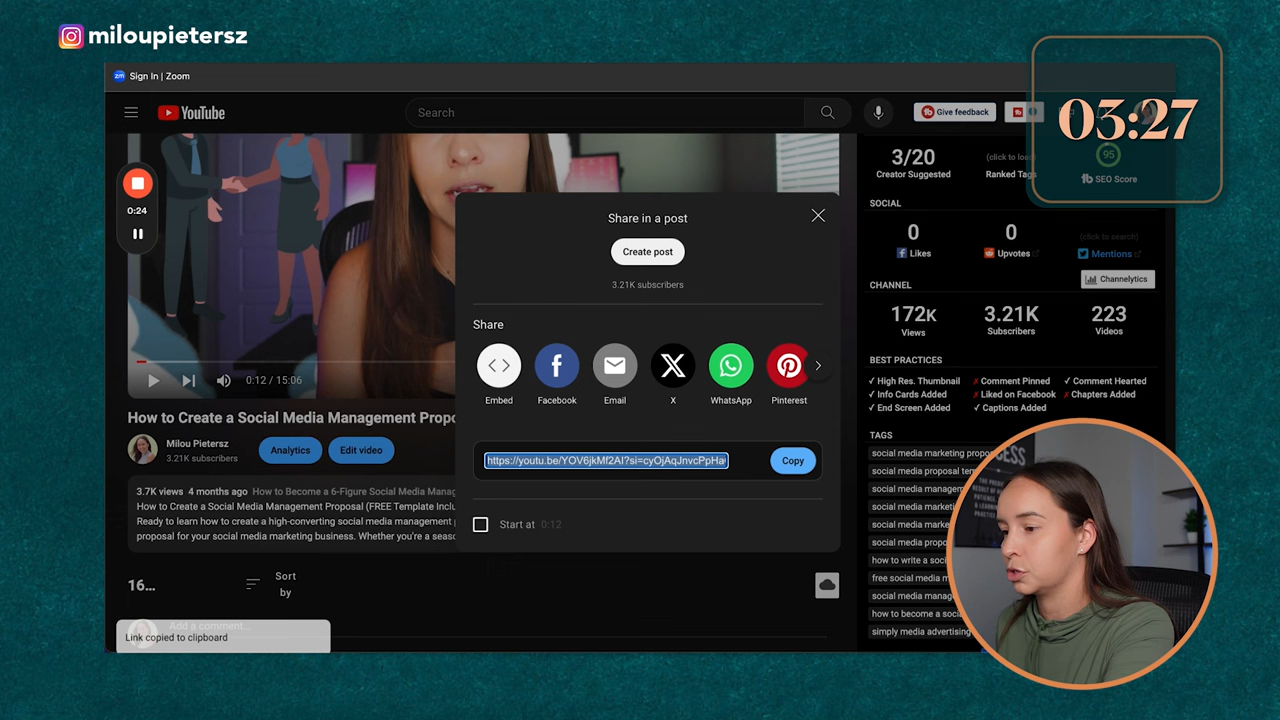 miloupietersz
Sign In | Zoom
YouTube
Search
Give feedback
03:27
0:24
3/20
Creator Suggested
Ranked Tags
95
SEO Score
SOCIAL
0
Likes
0
Upvotes
(click to search)
Mentions
CHANNEL
Channelytics
172K
Views
3.21K
Subscribers
223
Videos
BEST PRACTICES
✓ High Res. Thumbnail
✗ Comment Pinned
✓ Comment Hearted
✓ Info Cards Added
✗ Liked on Facebook
✗ Chapters Added
✓ End Screen Added
✓ Captions Added
TAGS
social media marketing propo
social media proposal tem
social media manage
social media market
social media marke
social media propo
how to write a soci
free social media m
social media manag
how to become a soc
simply media advertising
Share in a post
Create post
3.21K subscribers
Share
Embed
Facebook
Email
X
WhatsApp
Pinterest
https://youtu.be/YOV6jkMf2AI?si=cyOjAqJnvcPpHa
Copy
Start at 0:12
0:12 / 15:06
How to Create a Social Media Management Propo
Milou Pietersz
3.21K subscribers
Analytics
Edit video
3.7K views 4 months ago How to Become a 6-Figure Social Media Manag
How to Create a Social Media Management Proposal (FREE Template Inclu
Ready to learn how to create a high-converting social media management p
proposal for your social media marketing business. Whether you're a seaso
16...
Sort
by
Add a comment...
Link copied to clipboard